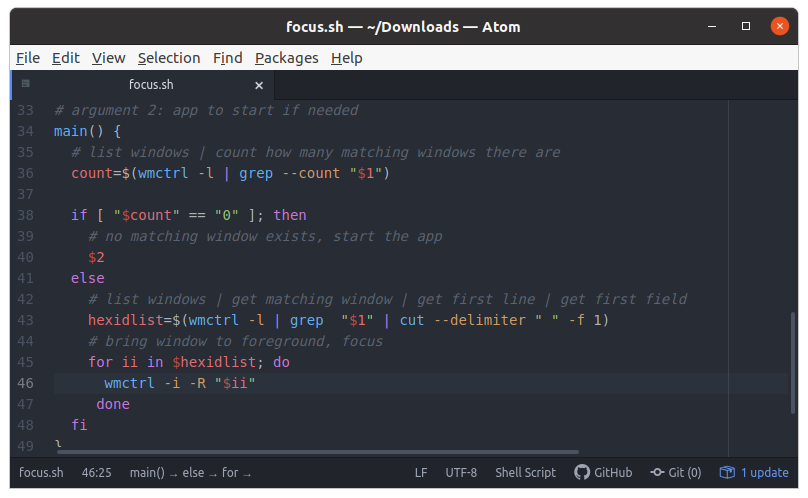 focus.sh — ~/Downloads — Atom
File Edit View Selection Find Packages Help
focus.sh ×
33 # argument 2: app to start if needed
34 main() {
35 # list windows | count how many matching windows there are
36 count=$(wmctrl -l | grep --count "$1")
37
38 if [ "$count" == "0" ]; then
39 # no matching window exists, start the app
40 $2
41 else
42 # list windows | get matching window | get first line | get first field
43 hexidlist=$(wmctrl -l | grep  "$1" | cut --delimiter " " -f 1)
44 # bring window to foreground, focus
45 for ii in $hexidlist; do
46 wmctrl -i -R "$ii"
47 done
48 fi
49 }
focus.sh 46:25 main() → else → for → LF UTF-8 Shell Script GitHub Git (0) 1 update